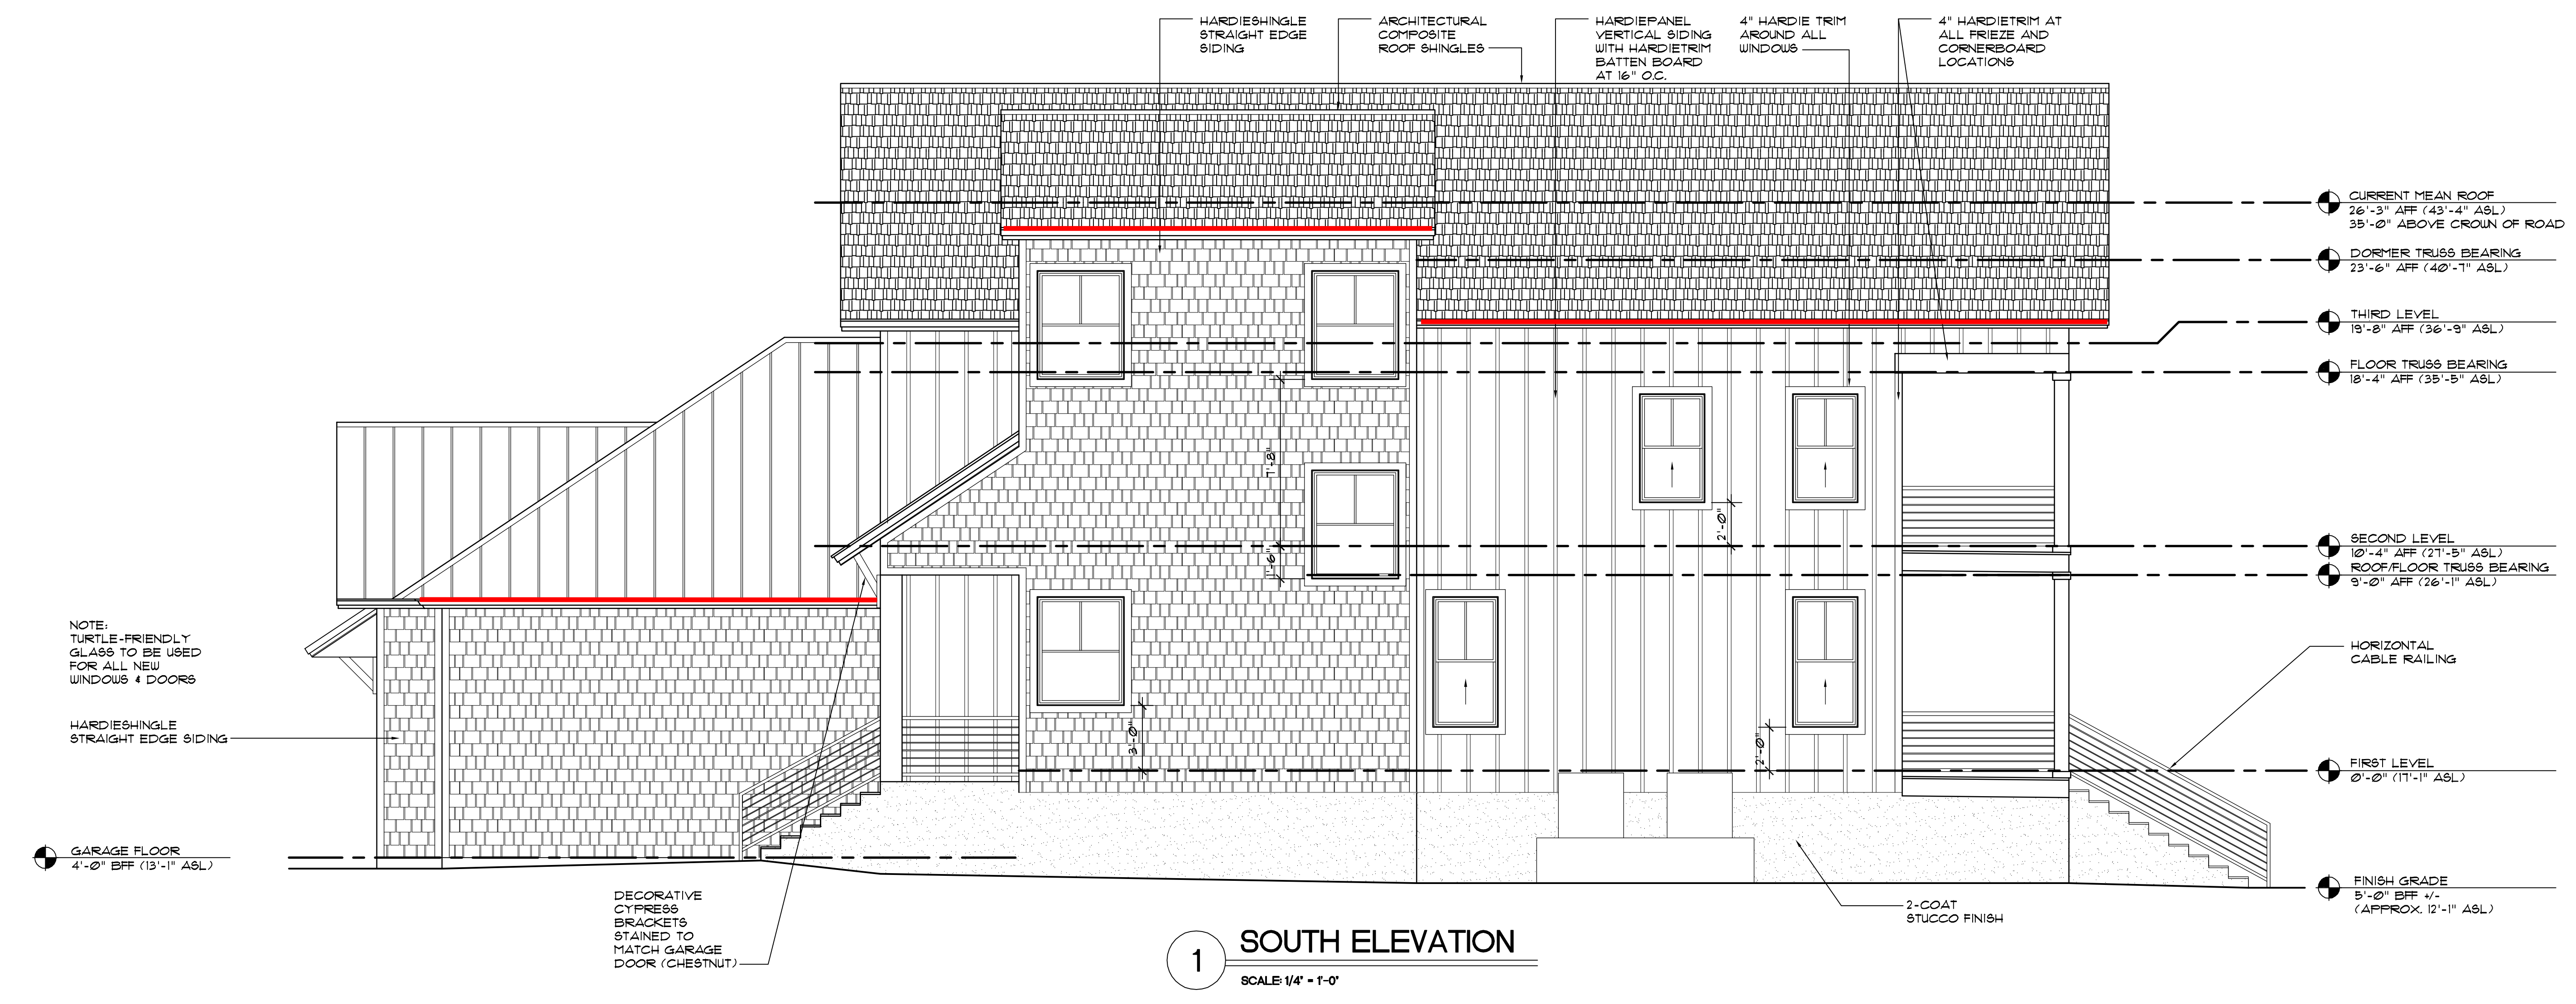 HARDIESHINGLE
STRAIGHT EDGE
SIDING
ARCHITECTURAL
COMPOSITE
ROOF SHINGLES
HARDIEPANEL
VERTICAL SIDING
WITH HARDIETRIM
BATTEN BOARD
AT 16" O.C.
4" HARDIE TRIM
AROUND ALL
WINDOWS
4" HARDIETRIM AT
ALL FRIEZE AND
CORNERBOARD
LOCATIONS
CURRENT MEAN ROOF
26'-3" AFF (43'-4" ASL)
35'-0" ABOVE CROWN OF ROAD
DORMER TRUSS BEARING
23'-6" AFF (40'-7" ASL)
THIRD LEVEL
19'-8" AFF (36'-9" ASL)
FLOOR TRUSS BEARING
18'-4" AFF (35'-5" ASL)
7'-8"
2'-0"
1'-6"
SECOND LEVEL
10'-4" AFF (27'-5" ASL)
ROOF/FLOOR TRUSS BEARING
9'-0" AFF (26'-1" ASL)
NOTE:
TURTLE-FRIENDLY
GLASS TO BE USED
FOR ALL NEW
WINDOWS & DOORS
HORIZONTAL
CABLE RAILING
HARDIESHINGLE
STRAIGHT EDGE SIDING
3'-0"
2'-0"
FIRST LEVEL
0'-0" (17'-1" ASL)
GARAGE FLOOR
4'-0" BFF (13'-1" ASL)
FINISH GRADE
5'-0" BFF +/-
(APPROX. 12'-1" ASL)
DECORATIVE
CYPRESS
BRACKETS
STAINED TO
MATCH GARAGE
DOOR (CHESTNUT)
2-COAT
STUCCO FINISH
1
SOUTH ELEVATION
SCALE: 1/4" = 1'-0"